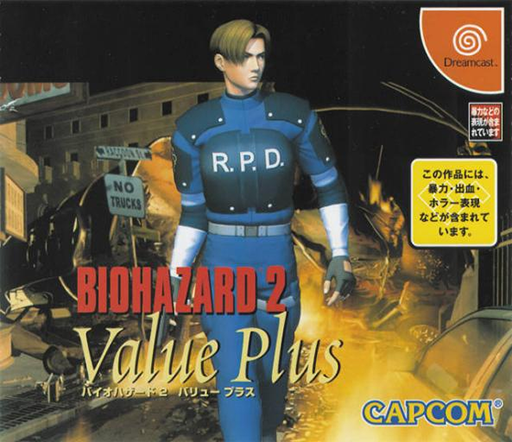 Dreamcast
暴力などの
表現が含ま
れています
この作品には、
暴力・出血・
ホラー表現
などが含まれて
います。
R.P.D.
NO
TRUCKS
BIOHAZARD 2
Value Plus
バイオハザード2 バリュー プラス
CAPCOM